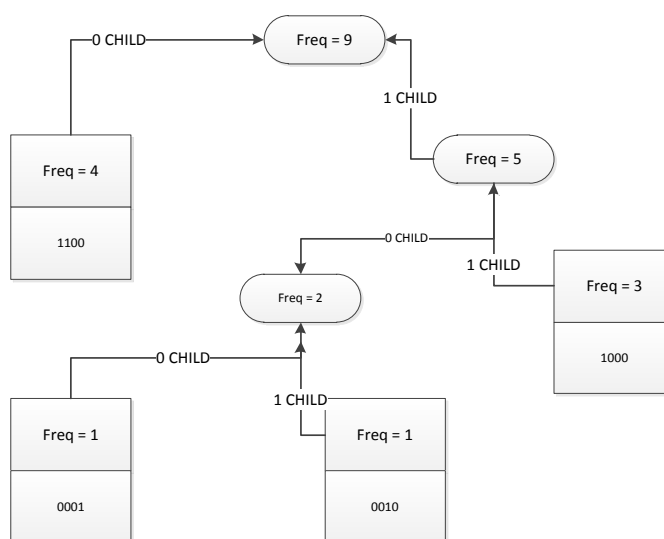 0 CHILD
Freq = 9
1 CHILD
Freq = 4
Freq = 5
1100
0 CHILD
1 CHILD
Freq = 2
Freq = 3
0 CHILD
1000
1 CHILD
Freq = 1
Freq = 1
0001
0010